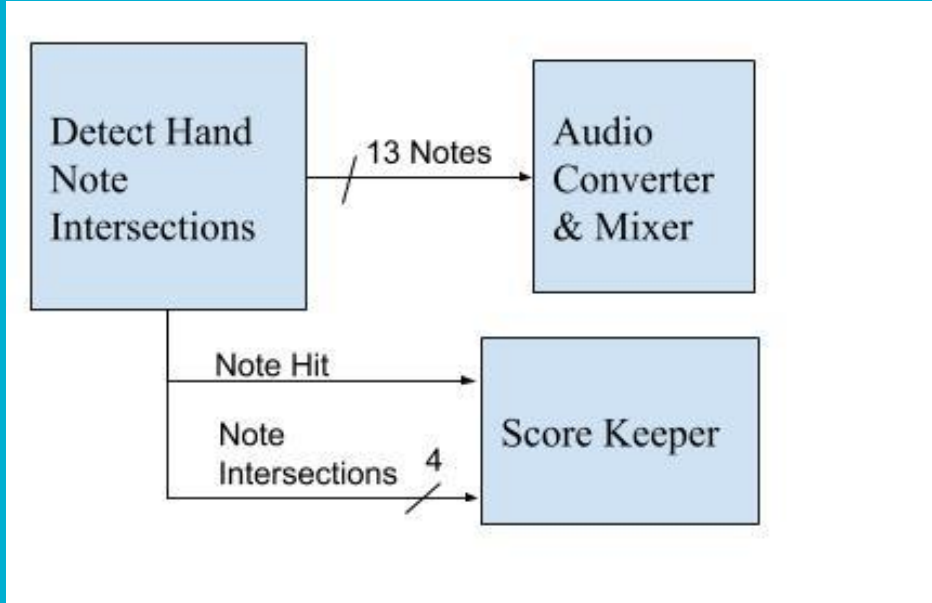 Detect Hand
Note
Intersections
13 Notes
Audio
Converter
& Mixer
Note Hit
Note
Intersections
4
Score Keeper